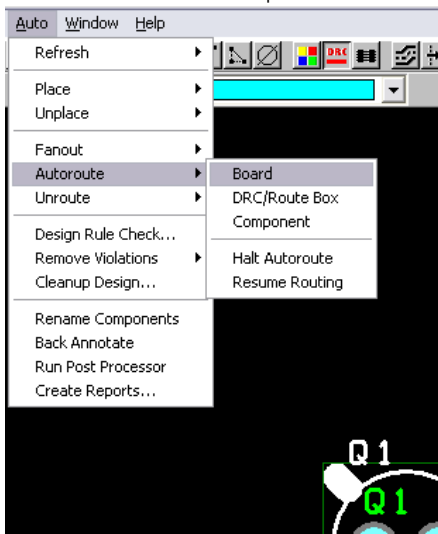 Auto Window Help
Refresh
DRC
Place
Unplace
Fanout
Autoroute
Board
Unroute
DRC/Route Box
Component
Design Rule Check...
Remove Violations
Halt Autoroute
Cleanup Design...
Resume Routing
Rename Components
Back Annotate
Run Post Processor
Create Reports...
Q1
Q1